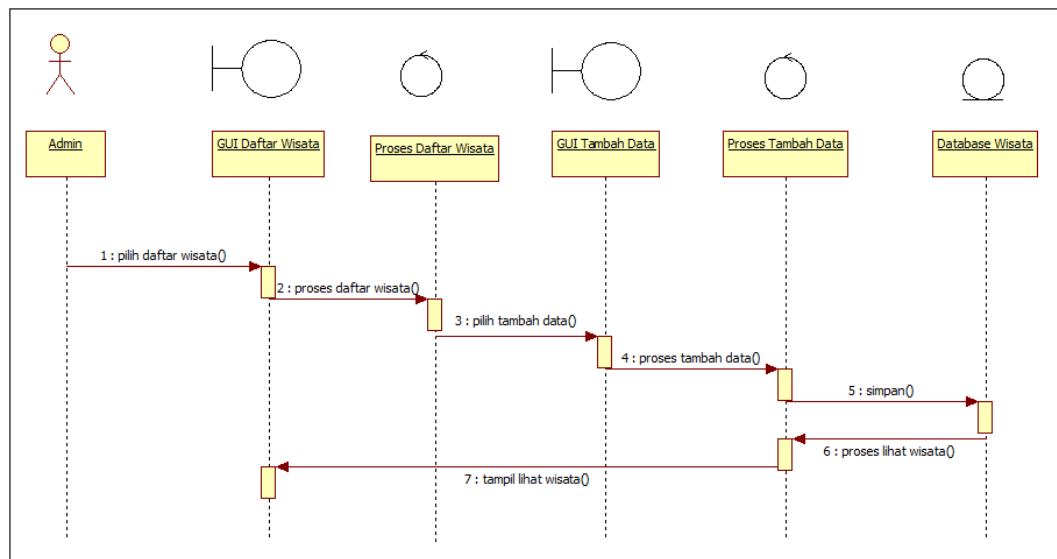 Admin
GUI Daftar Wisata
Proses Daftar Wisata
GUI Tambah Data
Proses Tambah Data
Database Wisata
1 : pilih daftar wisata()
2 : proses daftar wisata()
3 : pilih tambah data()
4 : proses tambah data()
5 : simpan()
6 : proses lihat wisata()
7 : tampil lihat wisata()